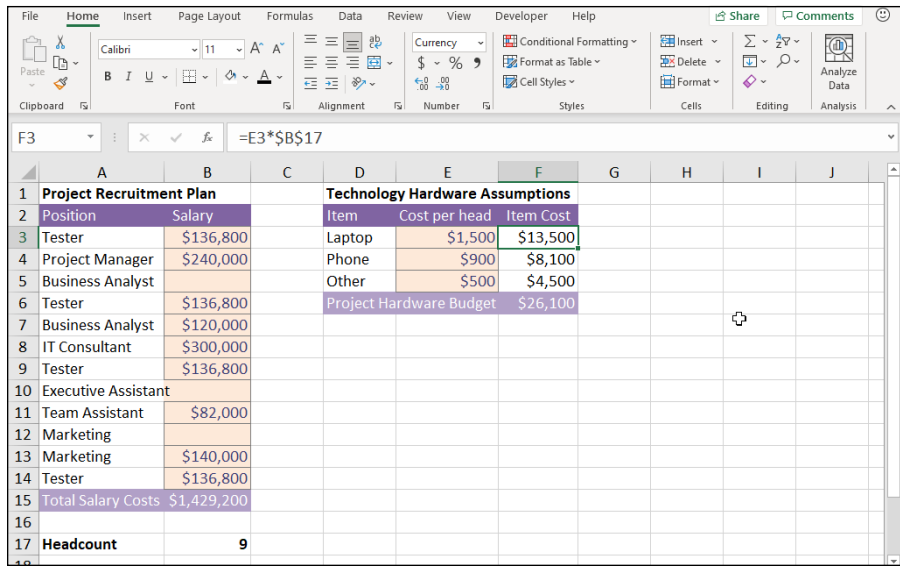 File Home Insert Page Layout Formulas Data Review View Developer Help Share Comments
Calibri 11 A^ A ab Currency Conditional Formatting Insert Σ
Paste B I U A $ % 9 Format as Table Delete Analyze
Cell Styles Format Data
Clipboard Font Alignment Number Styles Cells Editing Analysis
F3 fx =E3*$B$17
A B C D E F G H I J
1 Project Recruitment Plan Technology Hardware Assumptions
2 Position Salary Item Cost per head Item Cost
3 Tester $136,800 Laptop $1,500 $13,500
4 Project Manager $240,000 Phone $900 $8,100
5 Business Analyst Other $500 $4,500
6 Tester $136,800 Project Hardware Budget $26,100
7 Business Analyst $120,000
8 IT Consultant $300,000
9 Tester $136,800
10 Executive Assistant
11 Team Assistant $82,000
12 Marketing
13 Marketing $140,000
14 Tester $136,800
15 Total Salary Costs $1,429,200
16
17 Headcount 9